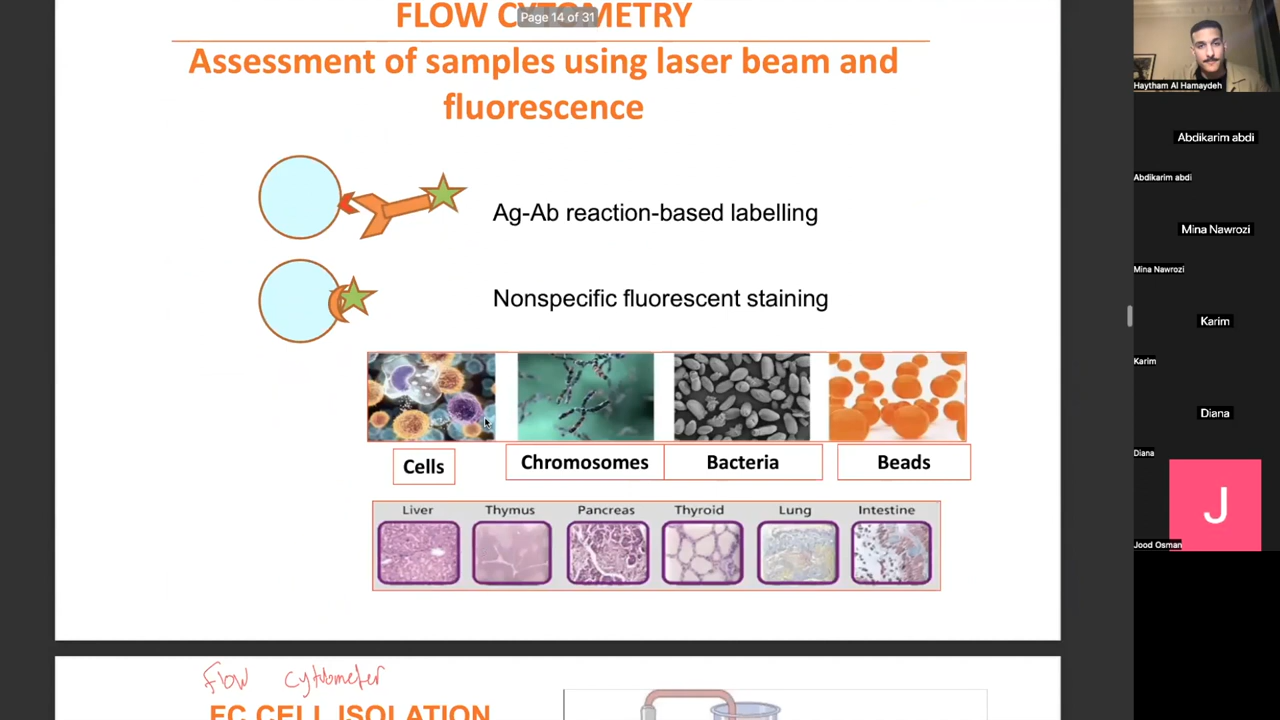 FLOW CYTOMETRY
Page 14 of 31
Assessment of samples using laser beam and
fluorescence
Ag-Ab reaction-based labelling
Nonspecific fluorescent staining
Cells
Chromosomes
Bacteria
Beads
Liver
Thymus
Pancreas
Thyroid
Lung
Intestine
flow cytometer
FC CELL ISOLATION
Haytham Al Hamaydeh
Abdikarim abdi
Abdikarim abdi
Mina Nawrozi
Mina Nawrozi
Karim
Karim
Diana
Diana
J
Jood Osman